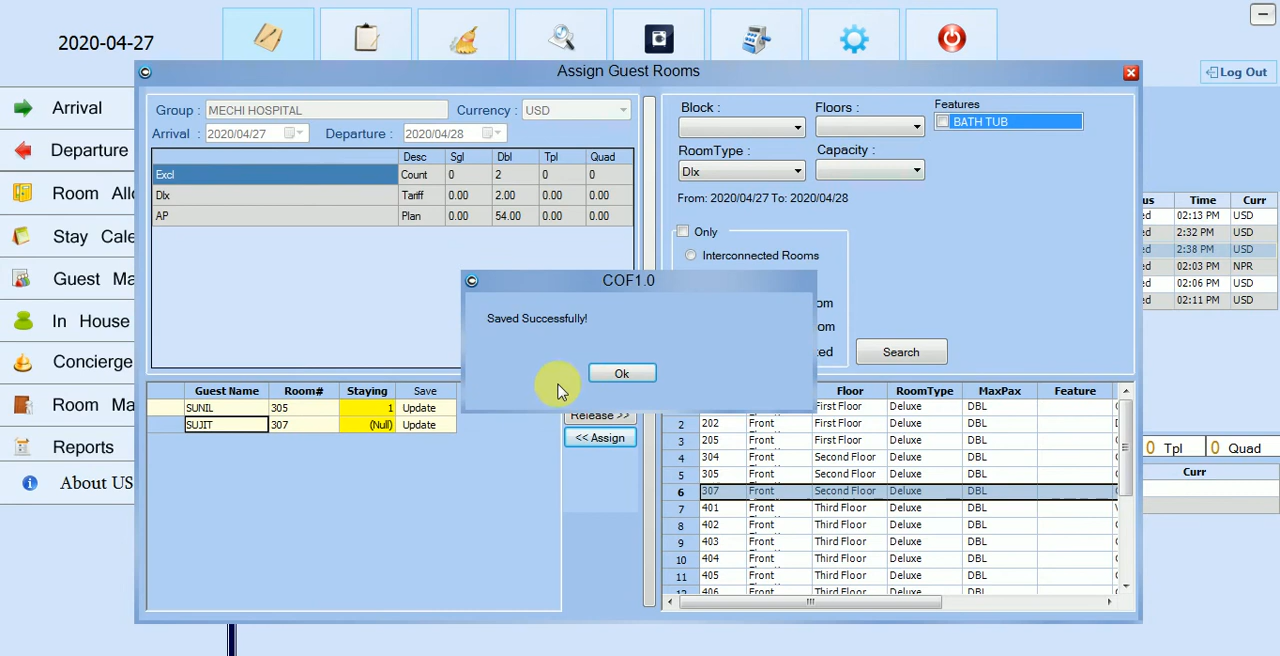 2020-04-27
Assign Guest Rooms
Log Out
Arrival
Departure
Room Allo
Stay Cale
Guest Ma
In House
Concierge
Room Ma
Reports
About US
Group : MECHI HOSPITAL Currency : USD
Arrival : 2020/04/27 Departure : 2020/04/28
Desc Sgl Dbl Tpl Quad
Excl Count 0 2 0 0
Dlx Tariff 0.00 2.00 0.00 0.00
AP Plan 0.00 54.00 0.00 0.00
Block : Floors : Features
BATH TUB
RoomType : Capacity :
Dlx
From: 2020/04/27 To: 2020/04/28
Only
Interconnected Rooms
om
om
ed
Search
COF1.0
Saved Successfully!
Ok
us Time Curr
ed 02:13 PM USD
ed 2:32 PM USD
ed 2:38 PM USD
ed 02:03 PM NPR
ed 02:06 PM USD
ed 02:11 PM USD
0 Tpl 0 Quad
Curr
Guest Name Room# Staying Save
SUNIL 305 1 Update
SUJIT 307 (Null) Update
Release >>
<< Assign
Floor RoomType MaxPax Feature
First Floor Deluxe DBL
2 202 Front First Floor Deluxe DBL
3 205 Front First Floor Deluxe DBL
4 304 Front Second Floor Deluxe DBL
5 305 Front Second Floor Deluxe DBL
6 307 Front Second Floor Deluxe DBL
7 401 Front Third Floor Deluxe DBL
8 402 Front Third Floor Deluxe DBL
9 403 Front Third Floor Deluxe DBL
10 404 Front Third Floor Deluxe DBL
11 405 Front Third Floor Deluxe DBL
12 406 Front Third Floor Deluxe DBL